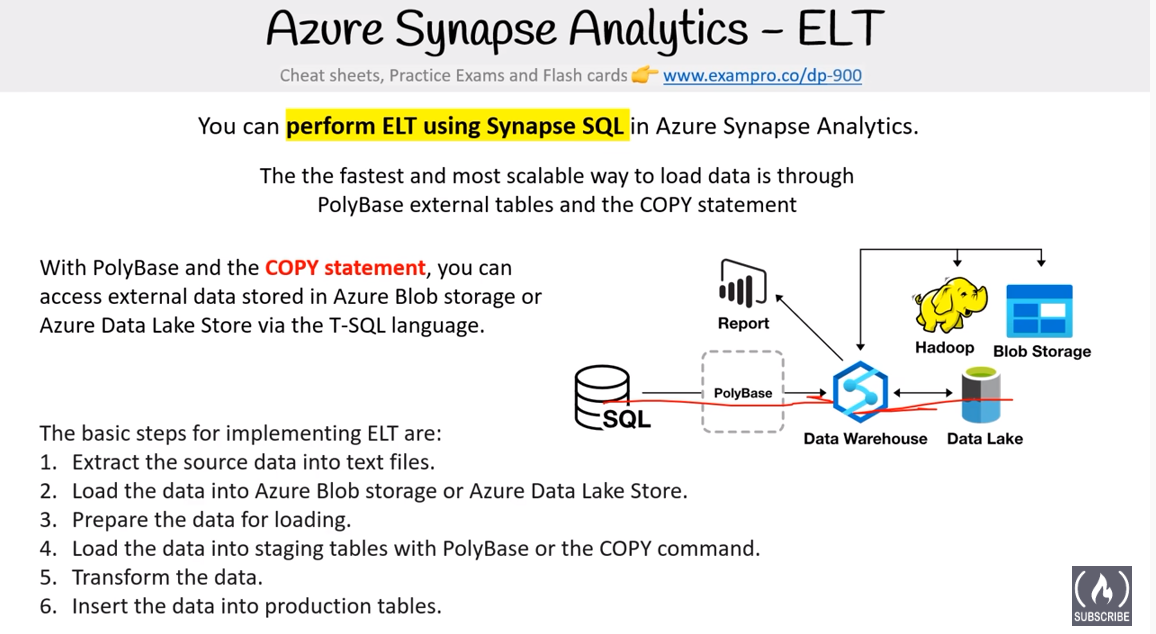 Azure Synapse Analytics – ELT
Cheat sheets, Practice Exams and Flash cards 👉 www.exampro.co/dp-900
You can perform ELT using Synapse SQL in Azure Synapse Analytics.
The the fastest and most scalable way to load data is through
PolyBase external tables and the COPY statement
With PolyBase and the COPY statement, you can
access external data stored in Azure Blob storage or
Azure Data Lake Store via the T-SQL language.
Report
Hadoop
Blob Storage
SQL
PolyBase
Data Warehouse
Data Lake
The basic steps for implementing ELT are:
1. Extract the source data into text files.
2. Load the data into Azure Blob storage or Azure Data Lake Store.
3. Prepare the data for loading.
4. Load the data into staging tables with PolyBase or the COPY command.
5. Transform the data.
6. Insert the data into production tables.
SUBSCRIBE